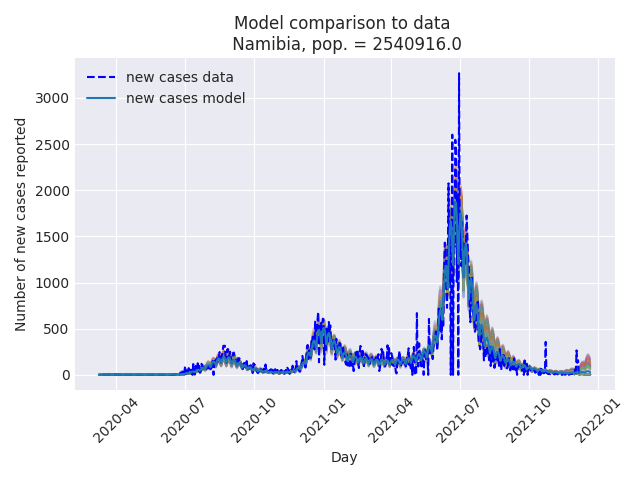 Model comparison to data
Namibia, pop. = 2540916.0
new cases data
new cases model
Number of new cases reported
3000
2500
2000
1500
1000
500
0
2020-04
2020-07
2020-10
2021-01
2021-04
2021-07
2021-10
2022-01
Day